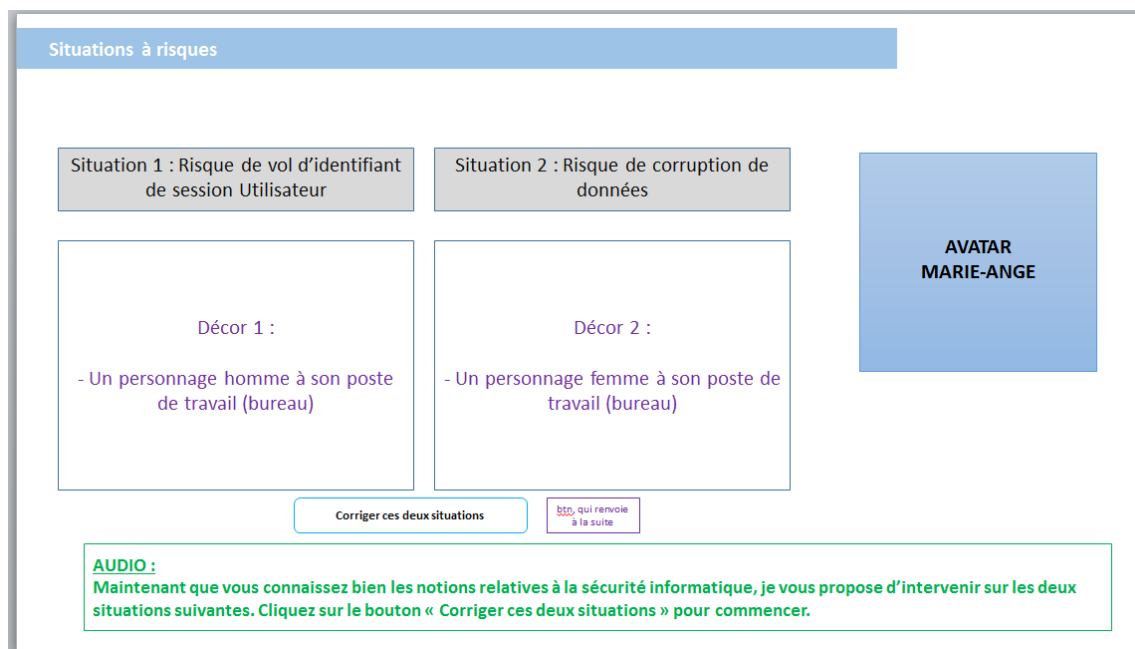 Situations à risques
Situation 1 : Risque de vol d'identifiant
de session Utilisateur
Situation 2 : Risque de corruption de
données
AVATAR
MARIE-ANGE
Décor 1 :
- Un personnage homme à son poste
de travail (bureau)
Décor 2 :
- Un personnage femme à son poste de
travail (bureau)
Corriger ces deux situations
btn, qui renvoie
à la suite
AUDIO :
Maintenant que vous connaissez bien les notions relatives à la sécurité informatique, je vous propose d'intervenir sur les deux
situations suivantes. Cliquez sur le bouton « Corriger ces deux situations » pour commencer.